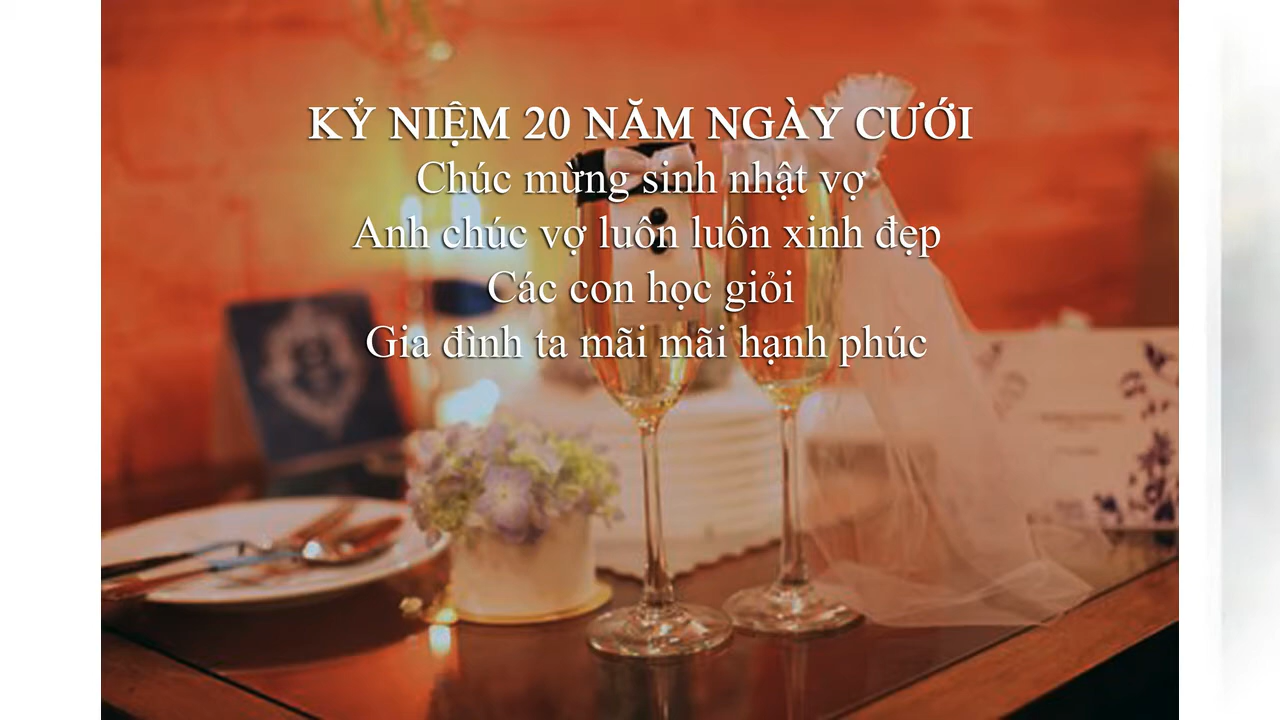 KỶ NIỆM 20 NĂM NGÀY CƯỚI
Chúc mừng sinh nhật vợ
Anh chúc vợ luôn luôn xinh đẹp
Các con học giỏi
Gia đình ta mãi mãi hạnh phúc